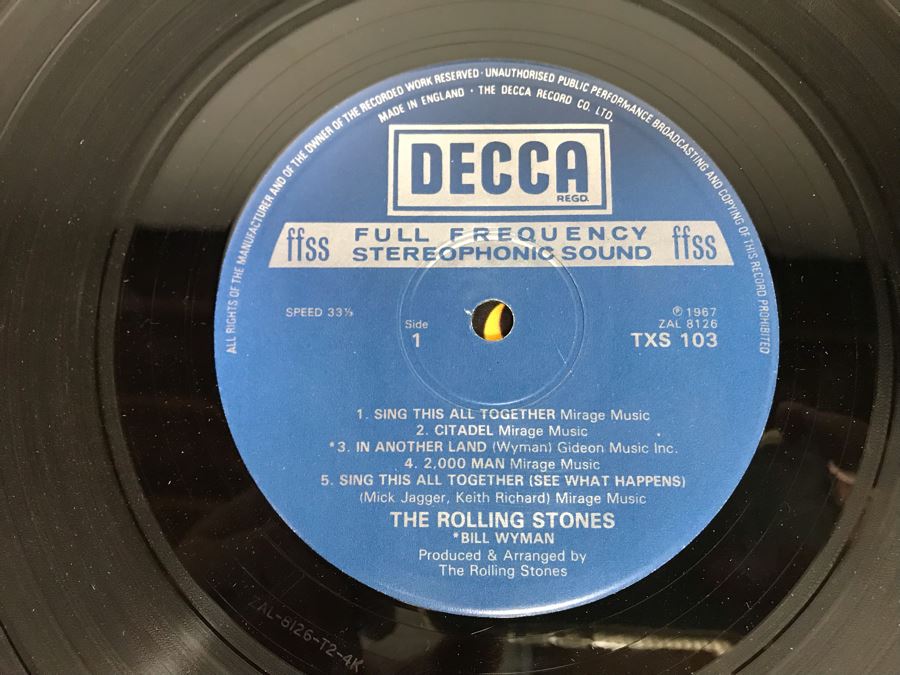 ALL RIGHTS OF THE MANUFACTURER AND OF THE OWNER OF THE RECORDED WORK RESERVED · UNAUTHORISED PUBLIC PERFORMANCE BROADCASTING AND COPYING OF THIS RECORD PROHIBITED
MADE IN ENGLAND · THE DECCA RECORD CO. LTD.
DECCA
REGD.
ffss FULL FREQUENCY ffss
STEREOPHONIC SOUND
SPEED 33⅓
Side
1
℗ 1967
ZAL 8126
TXS 103
1. SING THIS ALL TOGETHER Mirage Music
2. CITADEL Mirage Music
*3. IN ANOTHER LAND (Wyman) Gideon Music Inc.
4. 2,000 MAN Mirage Music
5. SING THIS ALL TOGETHER (SEE WHAT HAPPENS)
(Mick Jagger, Keith Richard) Mirage Music
THE ROLLING STONES
*BILL WYMAN
Produced & Arranged by
The Rolling Stones
ZAL-8126-T2-4K